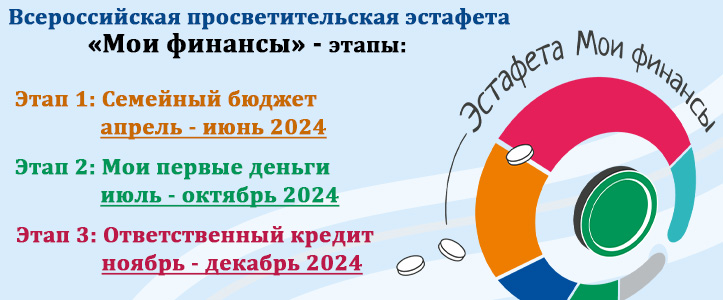 Всероссийская просветительская эстафета
«Мои финансы» - этапы:
Этап 1: Семейный бюджет
апрель - июнь 2024
Этап 2: Мои первые деньги
июль - октябрь 2024
Этап 3: Ответственный кредит
ноябрь - декабрь 2024
Эстафета Мои финансы